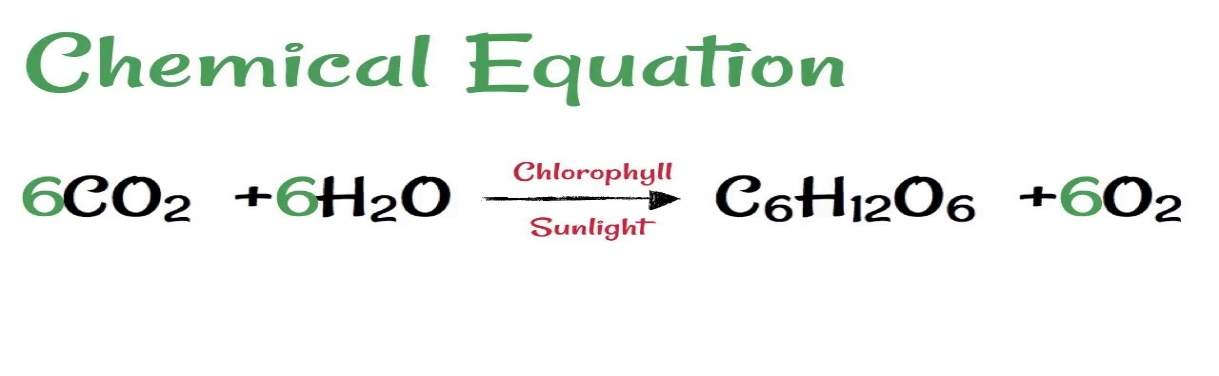 Chemical Equation
Chlorophyll
6CO₂ +6H₂O → C₆H₁₂O₆ +6O₂
Sunlight